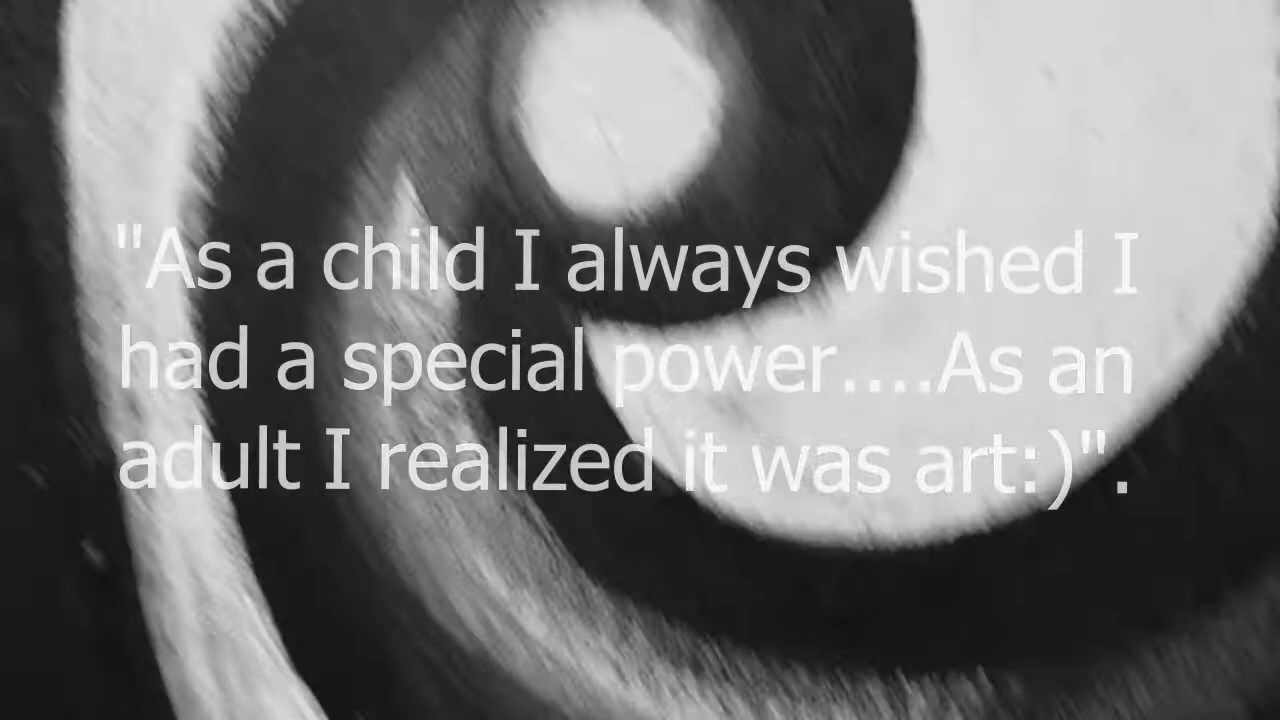 "As a child I always wished I
had a special power....As an
adult I realized it was art:)".